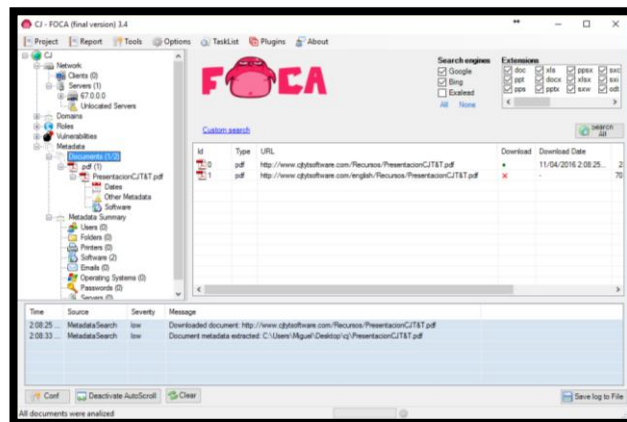 CJ - FOCA (final version) 3.4
Project Report Tools Options TaskList Plugins About
CJ
Network
Clients (0)
Servers (1)
67.0.0.0
Unlocated Servers
Domains
Roles
Vulnerabilities
Metadata
Documents (1/2)
pdf (1)
PresentacionCJT&T.pdf
Dates
Other Metadata
Software
Metadata Summary
Users (0)
Folders (0)
Printers (0)
Software (2)
Emails (0)
Operating Systems (0)
Passwords (0)
Servers (0)
FOCA
Search engines
Google
Bing
Exalead
All None
Extensions
doc xls ppsx sxc
ppt docx xlsx sxi
pps pptx sxw odt
Custom search
Search All
Id Type URL Download Download Date
0 pdf http://www.cjtytsoftware.com/Recursos/PresentacionCJT&T.pdf • 11/04/2016 2:08:25... 2
1 pdf http://www.cjtytsoftware.com/english/Recursos/PresentacionCJT&T.pdf × - 70
Time Source Severity Message
2:08:25 ... MetadataSearch low Downloaded document: http://www.cjtytsoftware.com/Recursos/PresentacionCJT&T.pdf
2:08:33 ... MetadataSearch low Document metadata extracted: C:\Users\Miguel\Desktop\cj\PresentacionCJT&T.pdf
Conf Deactivate AutoScroll Clear Save log to File
All documents were analized